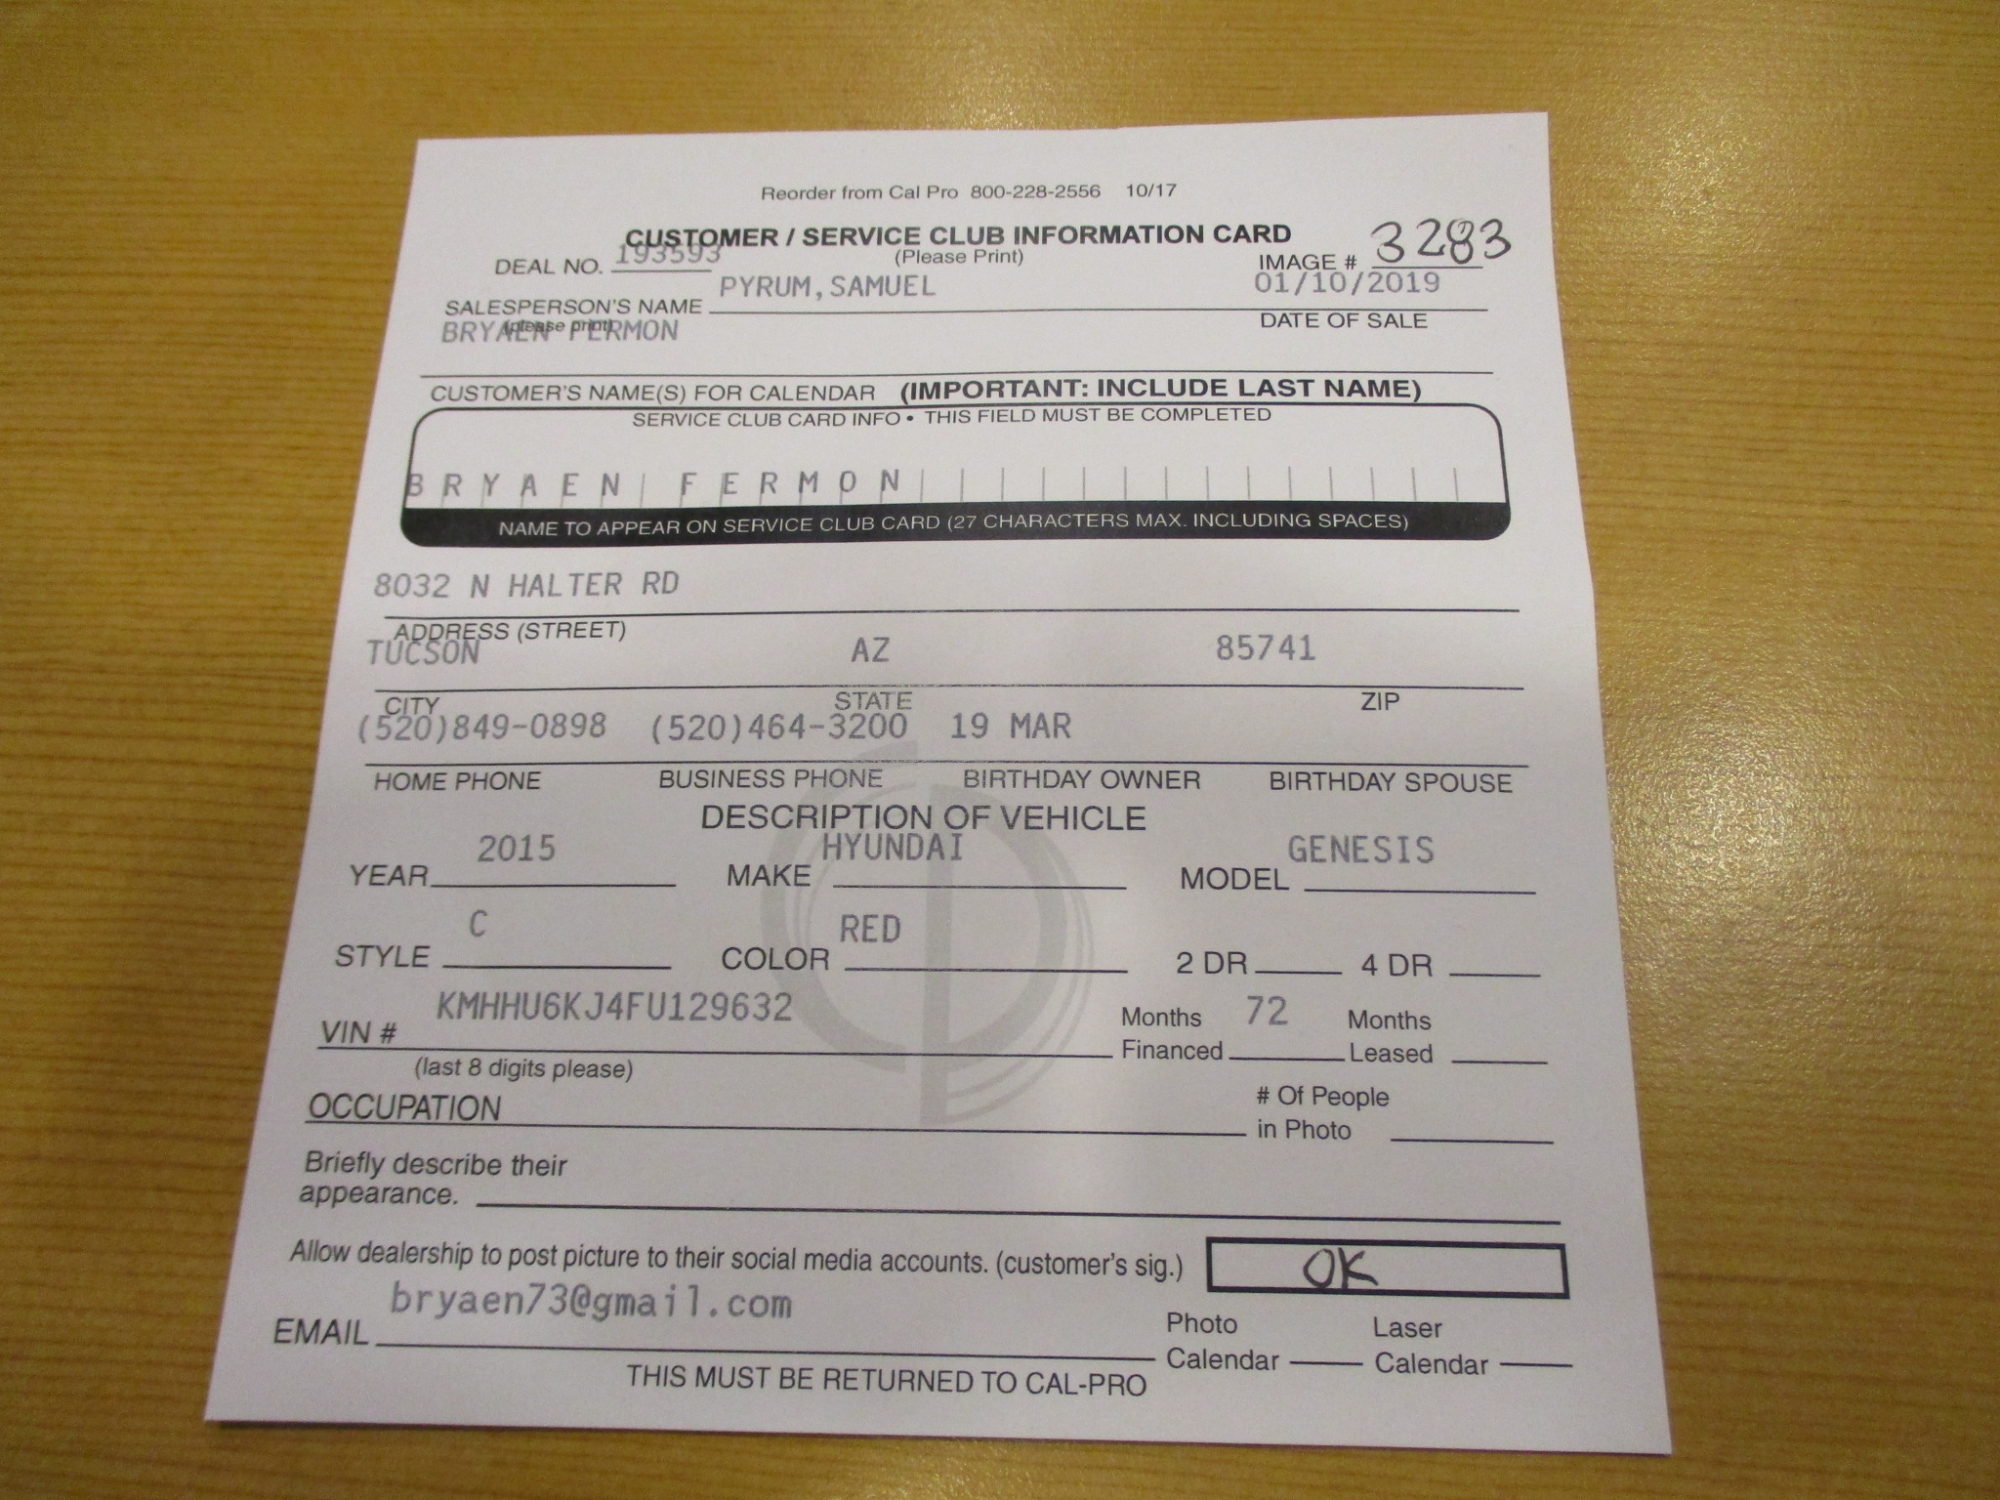 Reorder from Cal Pro 800-228-2556 10/17
CUSTOMER / SERVICE CLUB INFORMATION CARD
(Please Print)
DEAL NO. 193593
IMAGE # 3283
SALESPERSON'S NAME PYRUM, SAMUEL
01/10/2019
(please print)
DATE OF SALE
BRYAEN FERMON
CUSTOMER'S NAME(S) FOR CALENDAR (IMPORTANT: INCLUDE LAST NAME)
SERVICE CLUB CARD INFO • THIS FIELD MUST BE COMPLETED
BRYAEN FERMON
NAME TO APPEAR ON SERVICE CLUB CARD (27 CHARACTERS MAX. INCLUDING SPACES)
8032 N HALTER RD
ADDRESS (STREET)
TUCSON AZ 85741
CITY STATE ZIP
(520)849-0898 (520)464-3200 19 MAR
HOME PHONE BUSINESS PHONE BIRTHDAY OWNER BIRTHDAY SPOUSE
DESCRIPTION OF VEHICLE
YEAR 2015 MAKE HYUNDAI MODEL GENESIS
STYLE C COLOR RED 2 DR 4 DR
VIN # KMHHU6KJ4FU129632 Months Financed 72 Months Leased
(last 8 digits please)
OCCUPATION # Of People in Photo
Briefly describe their
appearance.
Allow dealership to post picture to their social media accounts. (customer's sig.) OK
EMAIL bryaen73@gmail.com Photo Calendar Laser Calendar
THIS MUST BE RETURNED TO CAL-PRO